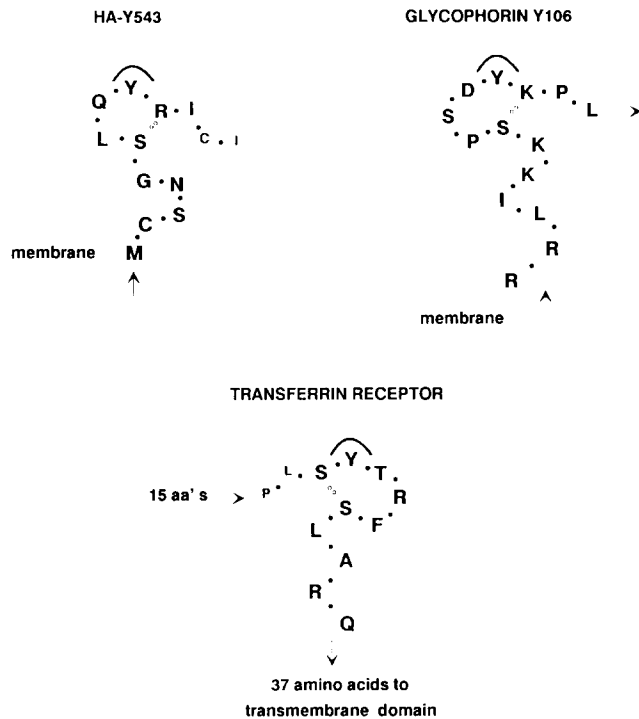 HA-Y543
GLYCOPHORIN Y106
Q Y R I C I
L S
G N
C S
M
membrane
D Y K P L
S P S K
K
I L
R
R
membrane
TRANSFERRIN RECEPTOR
15 aa's
P L S Y T
R
S F
L
A
R
Q
37 amino acids to
transmembrane domain